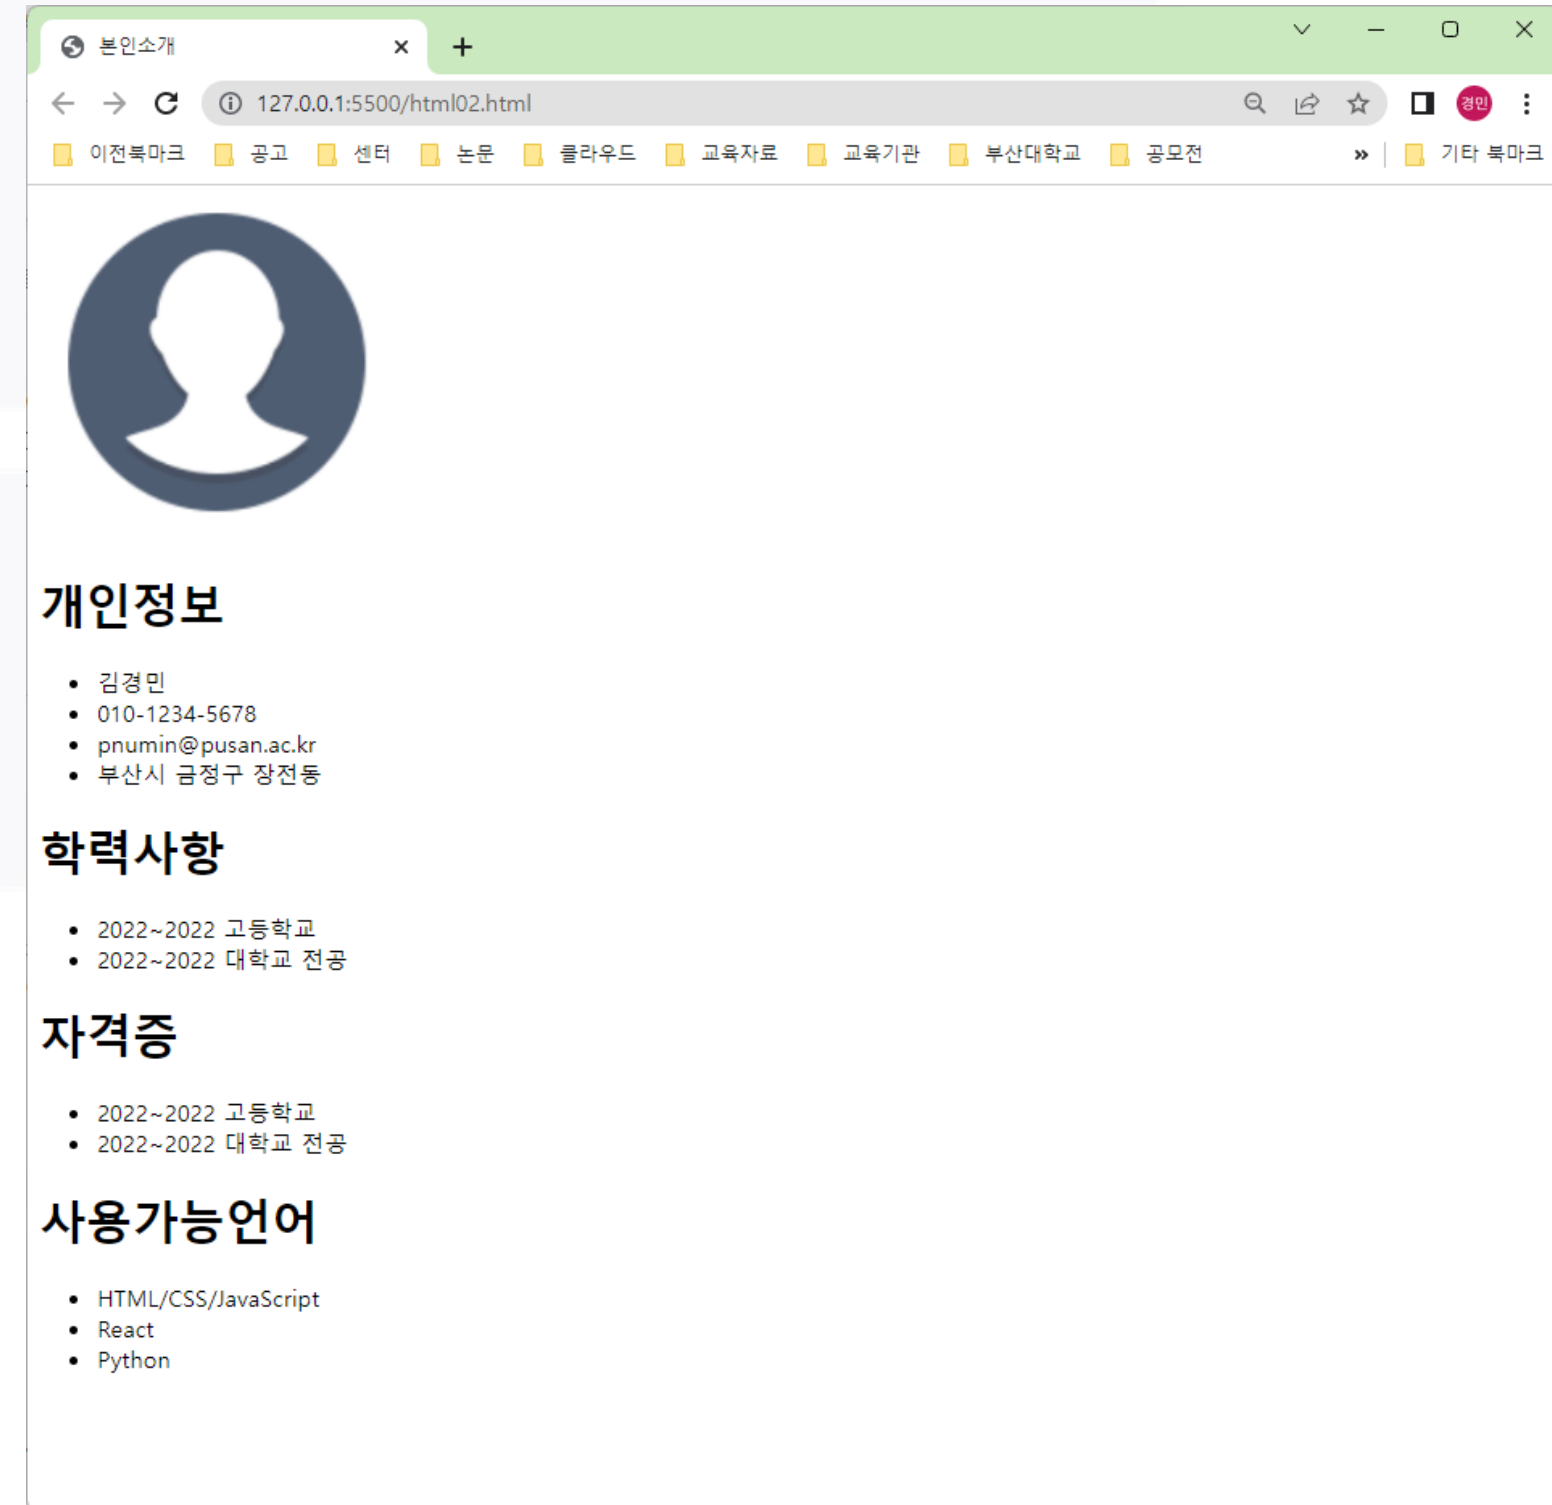 본인소개
127.0.0.1:5500/html02.html
경민
이전북마크 공고 센터 논문 클라우드 교육자료 교육기관 부산대학교 공모전 » 기타 북마크
개인정보
김경민
010-1234-5678
pnumin@pusan.ac.kr
부산시 금정구 장전동
학력사항
2022~2022 고등학교
2022~2022 대학교 전공
자격증
2022~2022 고등학교
2022~2022 대학교 전공
사용가능언어
HTML/CSS/JavaScript
React
Python